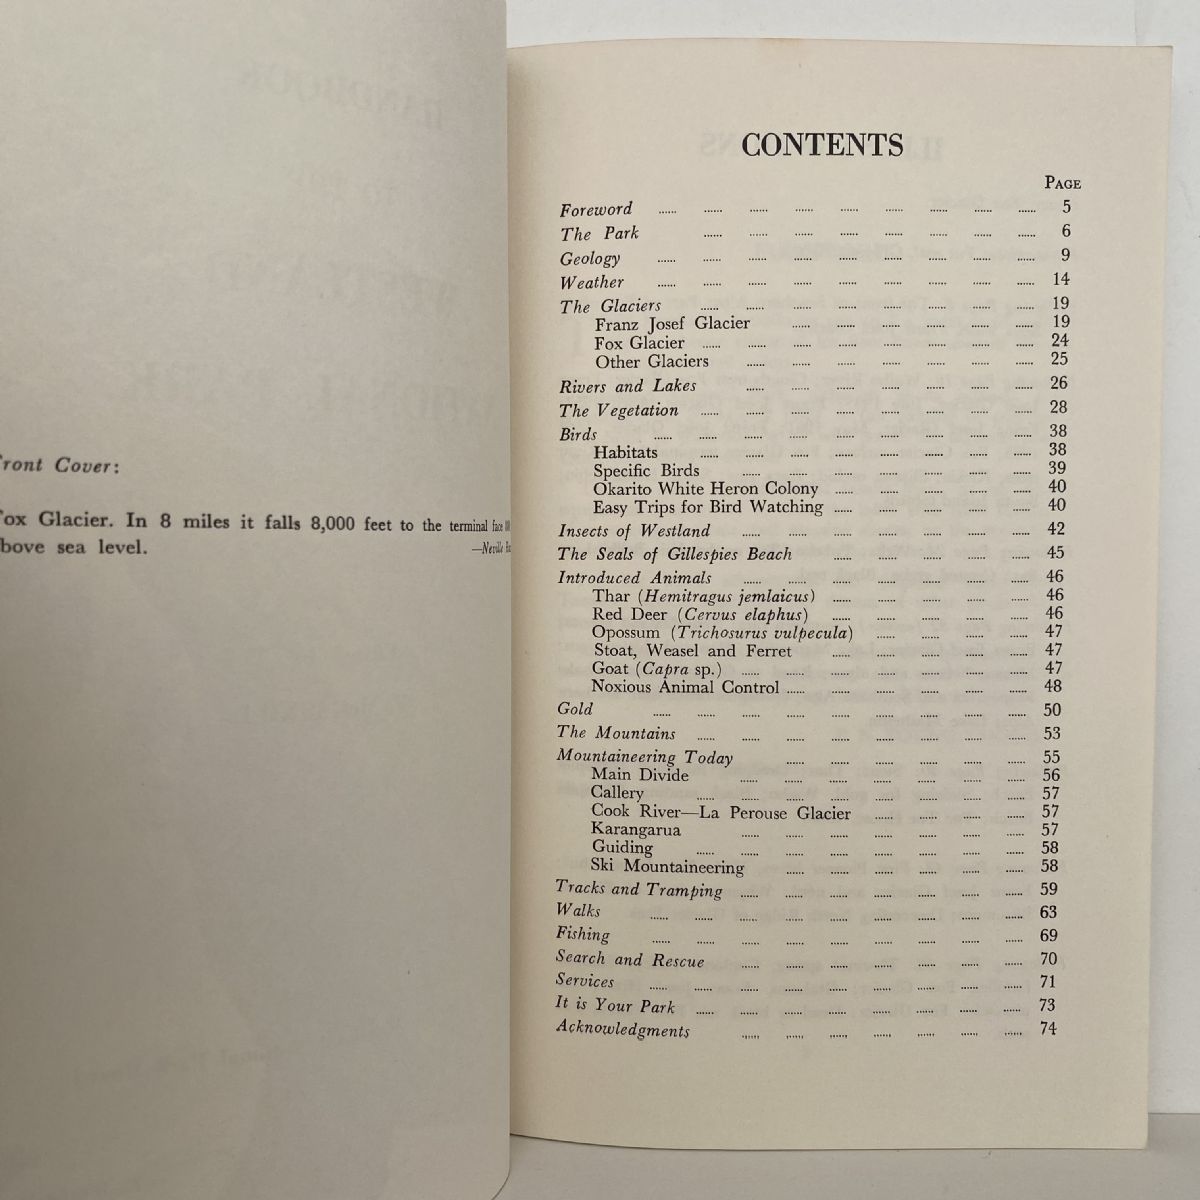 Front Cover:
Fox Glacier. In 8 miles it falls 8,000 feet to the terminal face
above sea level.
—Neville
CONTENTS
PAGE
Foreword ...... ...... ...... ...... ...... ...... ...... ...... ...... 5
The Park ...... ...... ...... ...... ...... ...... ...... ...... 6
Geology ...... ...... ...... ...... ...... ...... ...... ...... ...... 9
Weather ...... ...... ...... ...... ...... ...... ...... ...... ...... 14
The Glaciers ...... ...... ...... ...... ...... ...... ...... ...... 19
Franz Josef Glacier ...... ...... ...... ...... ...... ...... 19
Fox Glacier ...... ...... ...... ...... ...... ...... ...... ...... 24
Other Glaciers ...... ...... ...... ...... ...... ...... ...... 25
Rivers and Lakes ...... ...... ...... ...... ...... ...... ...... 26
The Vegetation ...... ...... ...... ...... ...... ...... ...... ...... 28
Birds ...... ...... ...... ...... ...... ...... ...... ...... ...... 38
Habitats ...... ...... ...... ...... ...... ...... ...... ...... 38
Specific Birds ...... ...... ...... ...... ...... ...... ...... 39
Okarito White Heron Colony ...... ...... ...... ...... ...... 40
Easy Trips for Bird Watching ...... ...... ...... ...... ...... 40
Insects of Westland ...... ...... ...... ...... ...... ...... ...... 42
The Seals of Gillespies Beach ...... ...... ...... ...... ...... 45
Introduced Animals ...... ...... ...... ...... ...... ...... ...... 46
Thar (Hemitragus jemlaicus) ...... ...... ...... ...... ...... 46
Red Deer (Cervus elaphus) ...... ...... ...... ...... ...... 46
Opossum (Trichosurus vulpecula) ...... ...... ...... ...... 47
Stoat, Weasel and Ferret ...... ...... ...... ...... ...... 47
Goat (Capra sp.) ...... ...... ...... ...... ...... ...... ...... 47
Noxious Animal Control ...... ...... ...... ...... ...... ...... 48
Gold ...... ...... ...... ...... ...... ...... ...... ...... ...... 50
The Mountains ...... ...... ...... ...... ...... ...... ...... ...... 53
Mountaineering Today ...... ...... ...... ...... ...... ...... 55
Main Divide ...... ...... ...... ...... ...... ...... ...... 56
Callery ...... ...... ...... ...... ...... ...... ...... ...... 57
Cook River—La Perouse Glacier ...... ...... ...... ...... 57
Karangarua ...... ...... ...... ...... ...... ...... ...... 57
Guiding ...... ...... ...... ...... ...... ...... ...... ...... 58
Ski Mountaineering ...... ...... ...... ...... ...... ...... 58
Tracks and Tramping ...... ...... ...... ...... ...... ...... ...... 59
Walks ...... ...... ...... ...... ...... ...... ...... ...... ...... 63
Fishing ...... ...... ...... ...... ...... ...... ...... ...... ...... 69
Search and Rescue ...... ...... ...... ...... ...... ...... ...... 70
Services ...... ...... ...... ...... ...... ...... ...... ...... ...... 71
It is Your Park ...... ...... ...... ...... ...... ...... ...... ...... 73
Acknowledgments ...... ...... ...... ...... ...... ...... ...... 74